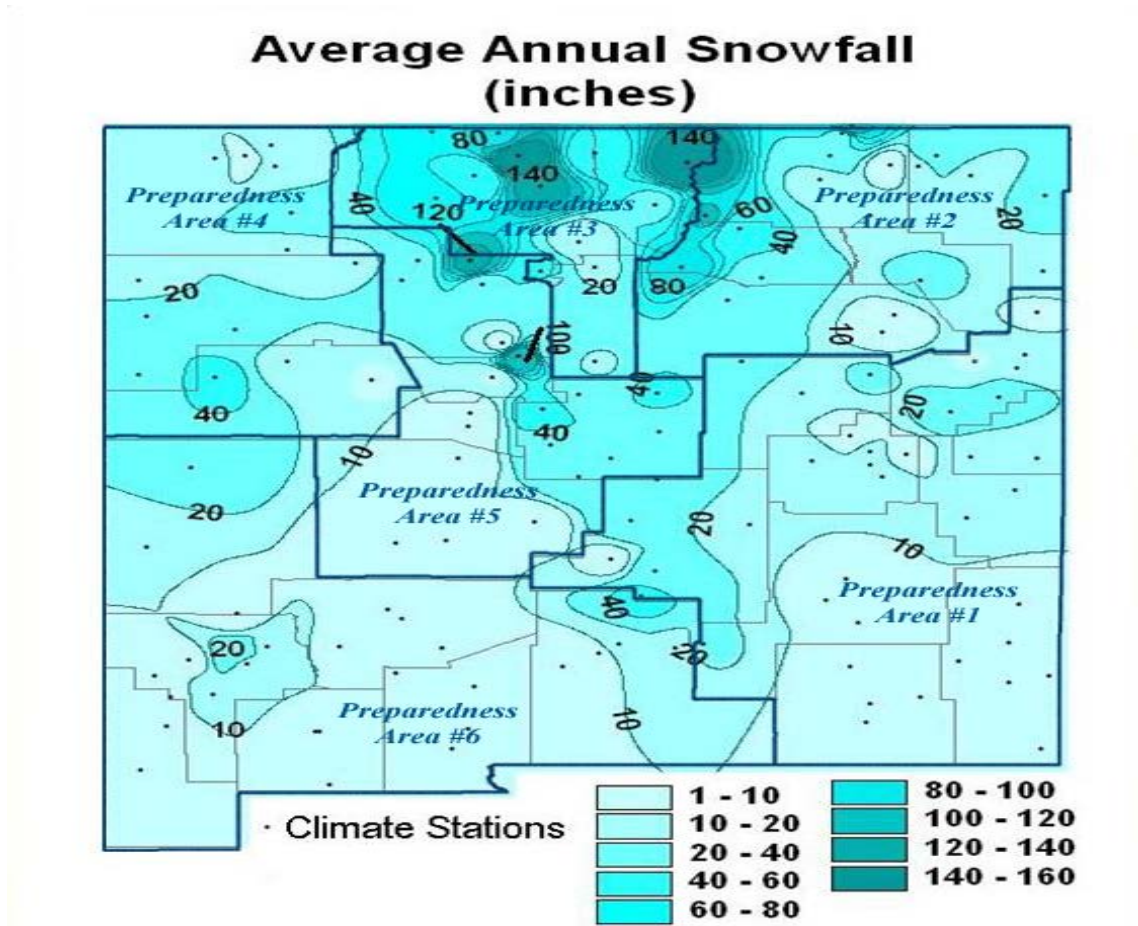 Average Annual Snowfall
(inches)
80
140
140
Preparedness
Area #4
40
120
Preparedness
Area #3
60
Preparedness
Area #2
20
40
20
20
80
10
100
40
20
40
40
10
Preparedness
Area #5
20
20
10
Preparedness
Area #1
40
20
20
Preparedness
Area #6
10
10
Climate Stations
1 - 10
10 - 20
20 - 40
40 - 60
60 - 80
80 - 100
100 - 120
120 - 140
140 - 160